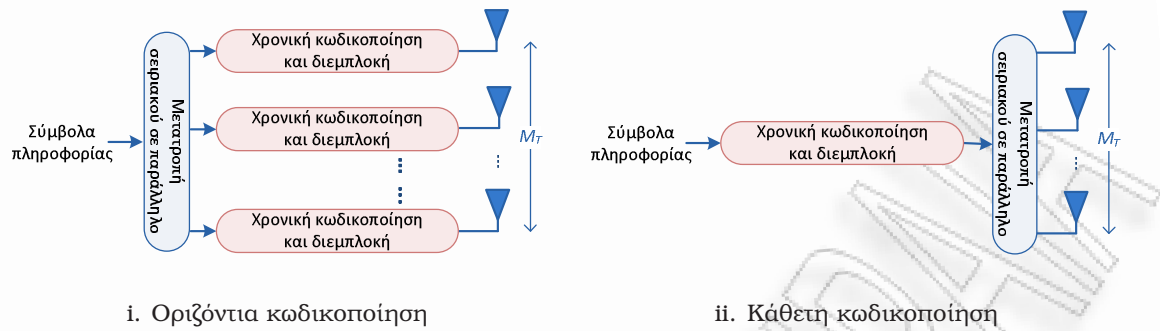 Σύμβολα
πληροφορίας
Μετατροπή
σειριακού σε παράλληλο
Χρονική κωδικοποίηση
και διεμπλοκή
Χρονική κωδικοποίηση
και διεμπλοκή
Χρονική κωδικοποίηση
και διεμπλοκή
M_T
i. Οριζόντια κωδικοποίηση
Σύμβολα
πληροφορίας
Χρονική κωδικοποίηση
και διεμπλοκή
Μετατροπή
σειριακού σε παράλληλο
M_T
ii. Κάθετη κωδικοποίηση